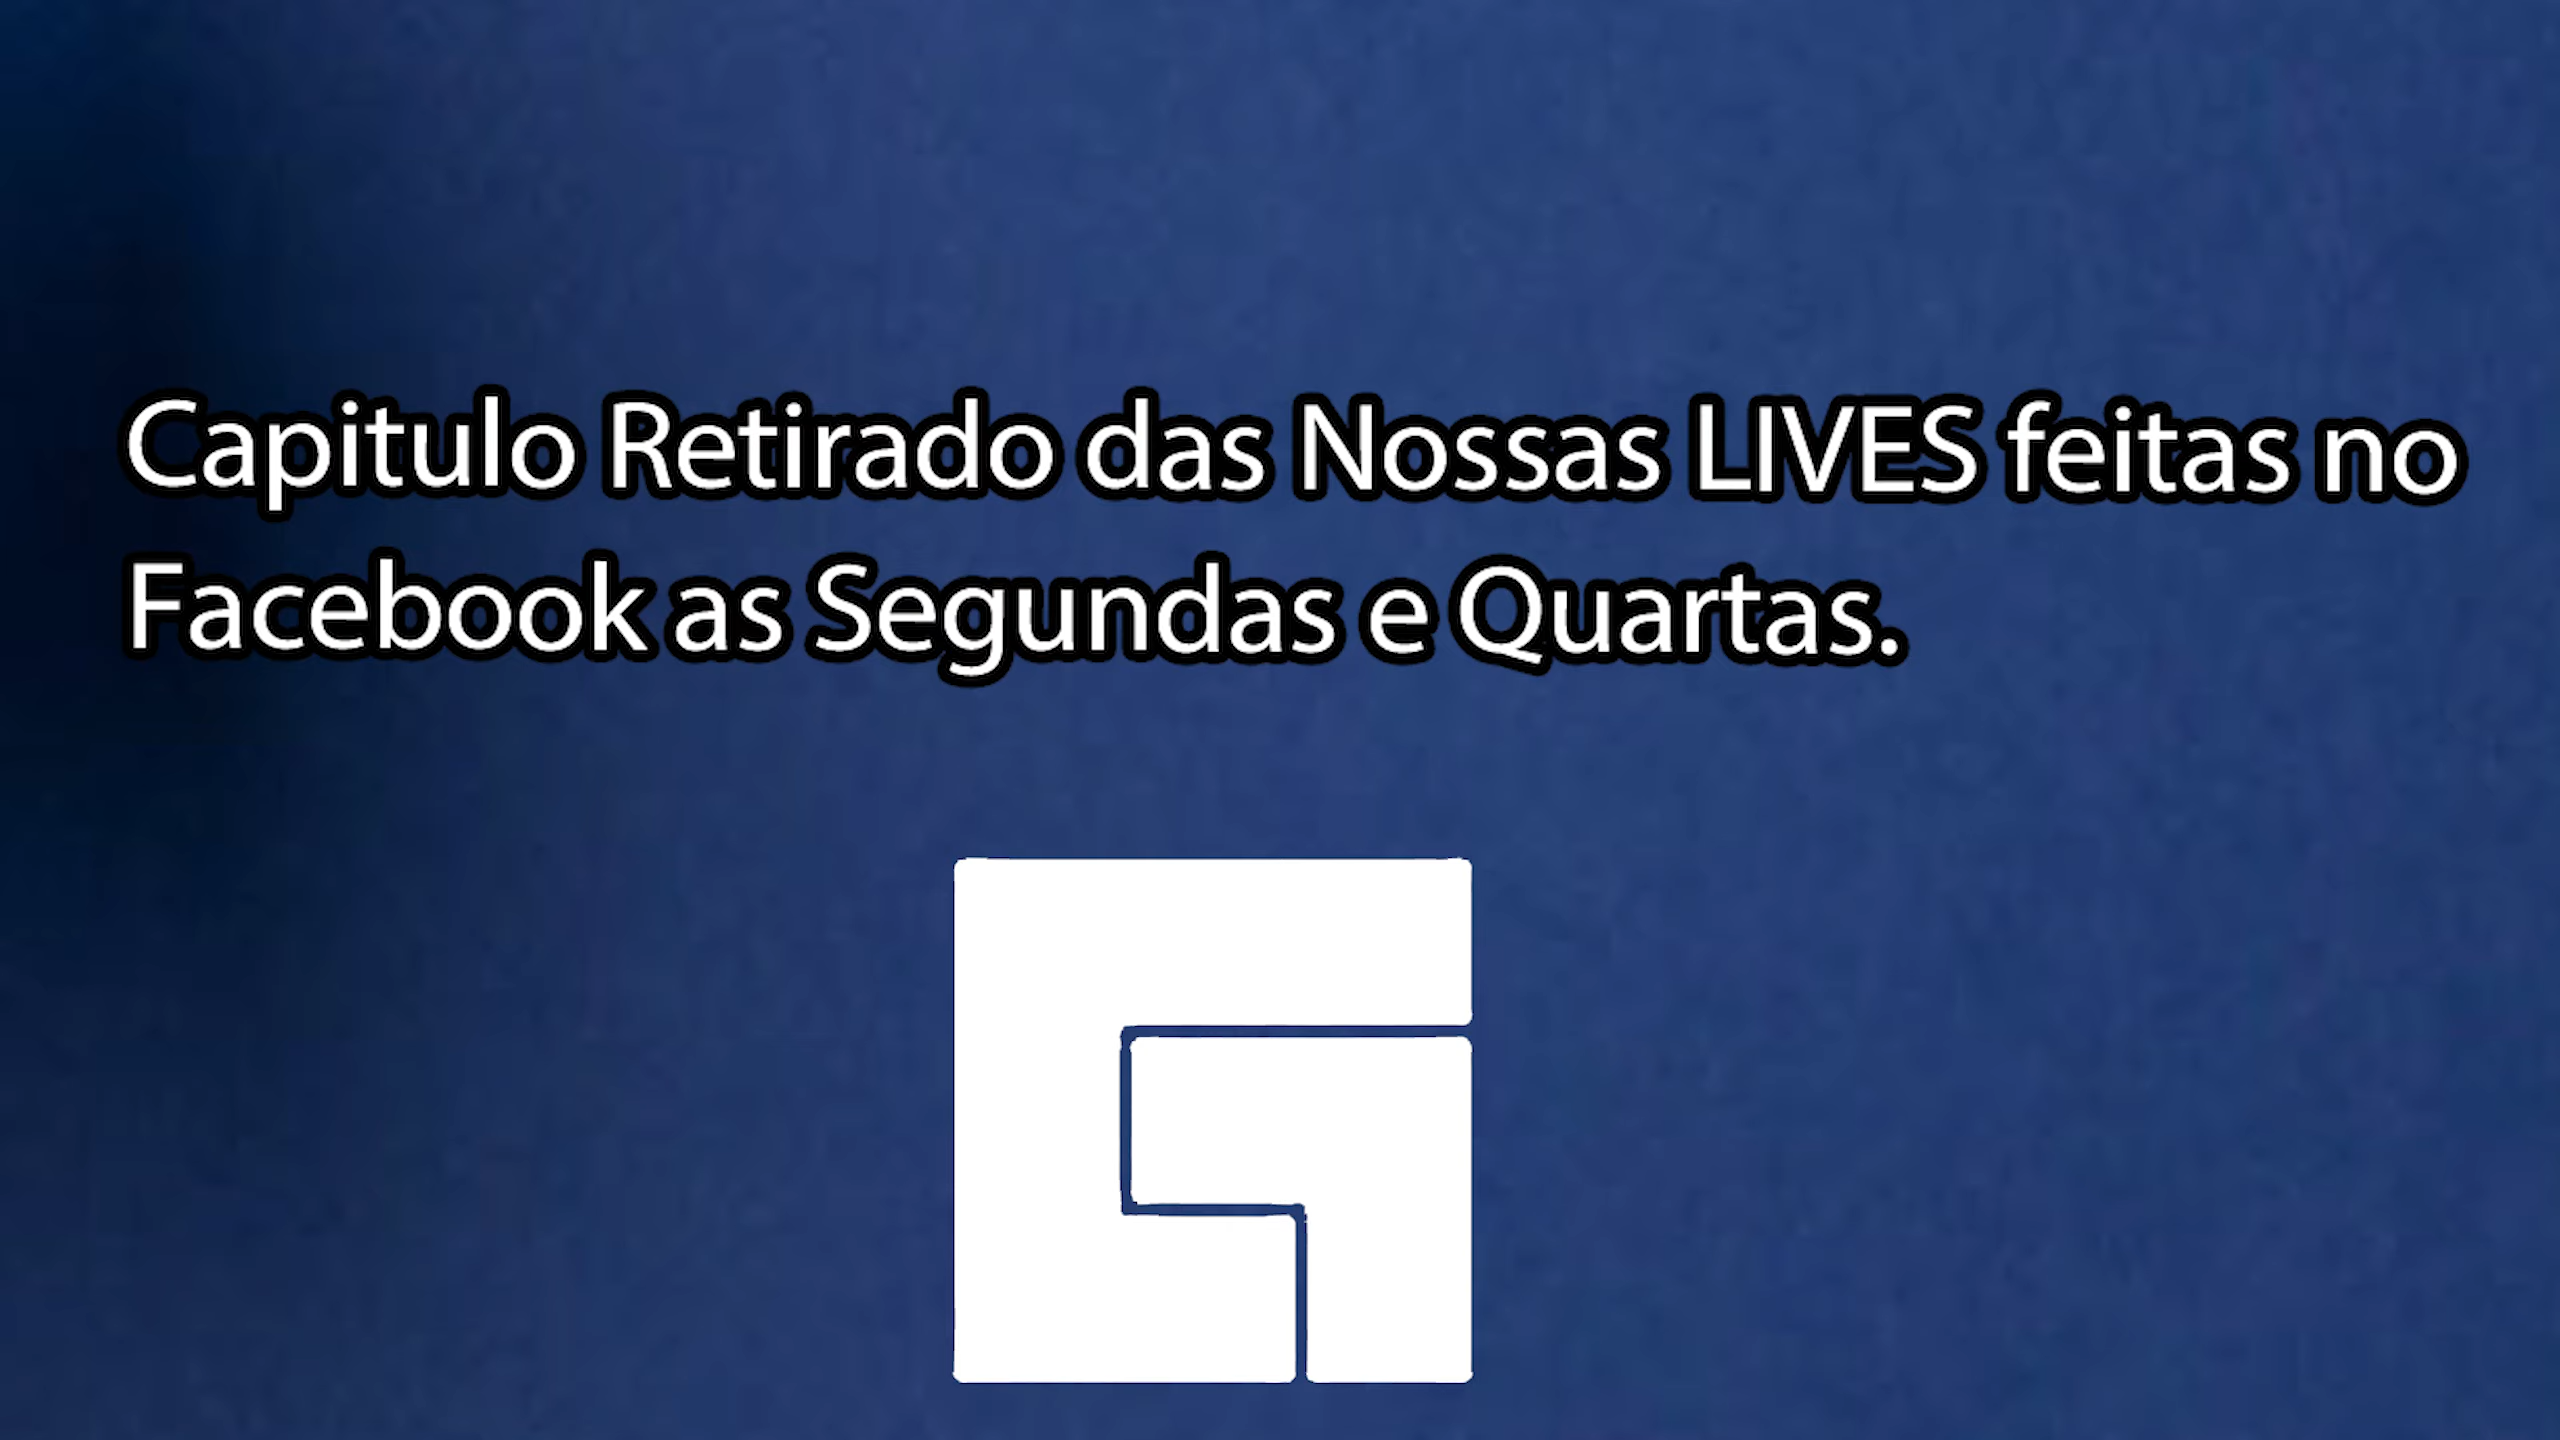 Capitulo Retirado das Nossas LIVES feitas no
Facebook as Segundas e Quartas.